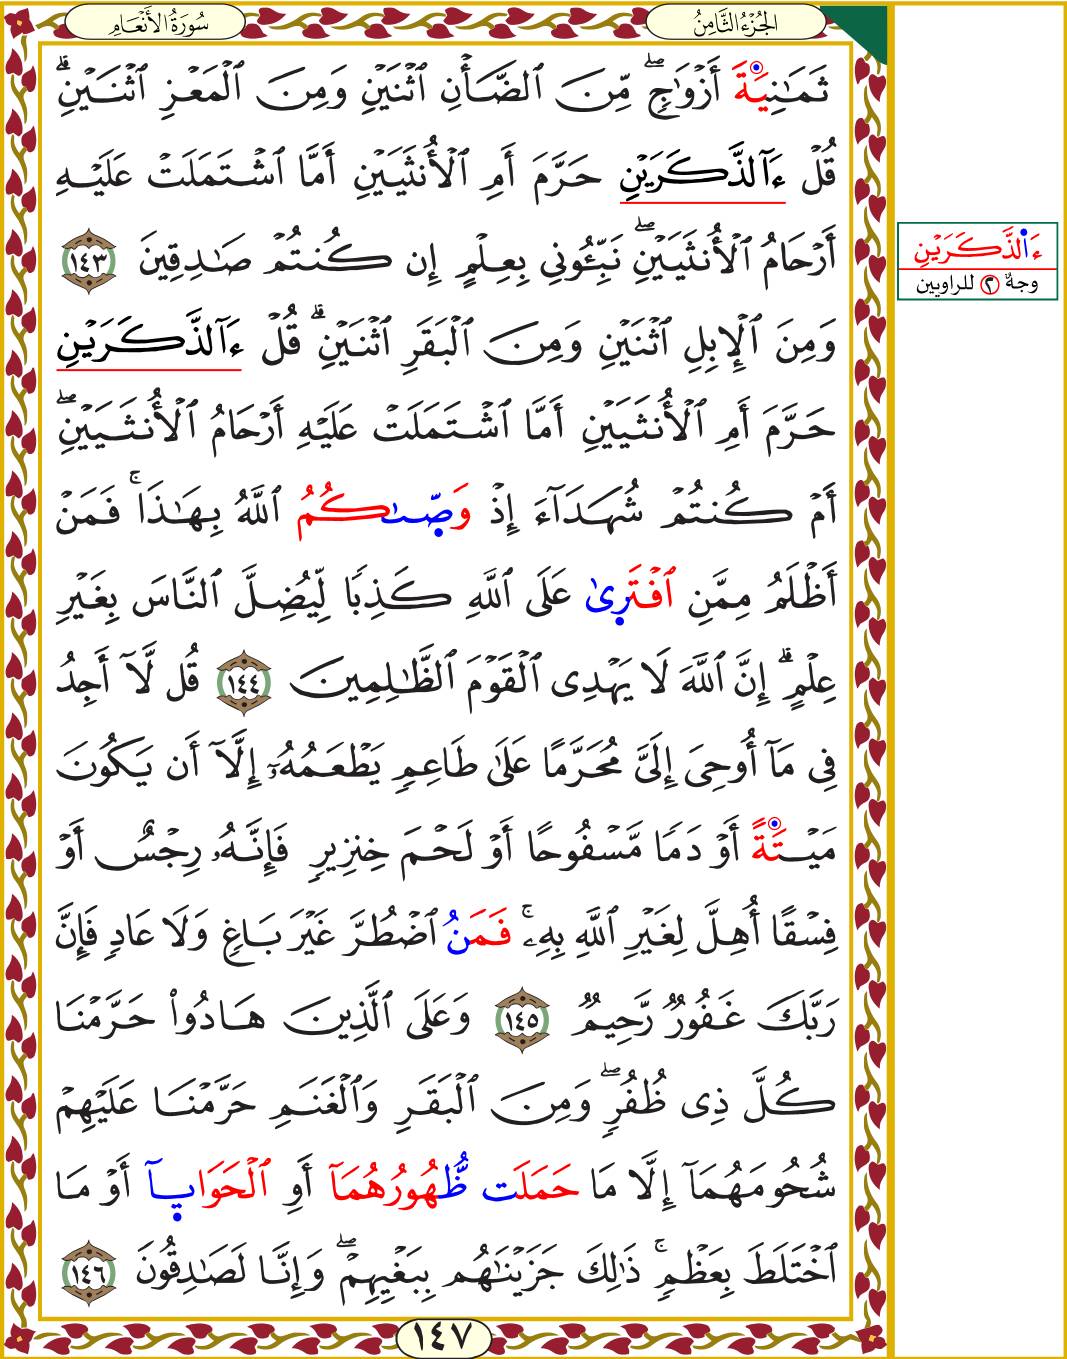 سُورَةُ الأَنْعَامِ
الجُزْءُ الثَّامِنُ
ثَمَـٰنِيَةَ أَزْوَٰجٍۖ مِّنَ ٱلضَّأْنِ ٱثْنَيْنِ وَمِنَ ٱلْمَعْزِ ٱثْنَيْنِۗ
قُلْ ءَآلذَّكَرَيْنِ حَرَّمَ أَمِ ٱلْأُنثَيَيْنِ أَمَّا ٱشْتَمَلَتْ عَلَيْهِ
أَرْحَامُ ٱلْأُنثَيَيْنِۖ نَبِّـُٔونِى بِعِلْمٍ إِن كُنتُمْ صَـٰدِقِينَ ١٤٣
وَمِنَ ٱلْإِبِلِ ٱثْنَيْنِ وَمِنَ ٱلْبَقَرِ ٱثْنَيْنِۗ قُلْ ءَآلذَّكَرَيْنِ
حَرَّمَ أَمِ ٱلْأُنثَيَيْنِ أَمَّا ٱشْتَمَلَتْ عَلَيْهِ أَرْحَامُ ٱلْأُنثَيَيْنِۖ
أَمْ كُنتُمْ شُهَدَآءَ إِذْ وَصَّىٰكُمُ ٱللَّهُ بِهَـٰذَاۚ فَمَنْ
أَظْلَمُ مِمَّنِ ٱفْتَرِىٰ عَلَى ٱللَّهِ كَذِبًا لِّيُضِلَّ ٱلنَّاسَ بِغَيْرِ
عِلْمٍۗ إِنَّ ٱللَّهَ لَا يَهْدِى ٱلْقَوْمَ ٱلظَّـٰلِمِينَ ١٤٤ قُل لَّآ أَجِدُ
فِى مَآ أُوحِىَ إِلَىَّ مُحَرَّمًا عَلَىٰ طَاعِمٍ يَطْعَمُهُۥٓ إِلَّآ أَن يَكُونَ
مَيْتَةً أَوْ دَمًا مَّسْفُوحًا أَوْ لَحْمَ خِنزِيرٍ فَإِنَّهُۥ رِجْسٌ أَوْ
فِسْقًا أُهِلَّ لِغَيْرِ ٱللَّهِ بِهِۦۚ فَمَنُ ٱضْطُرَّ غَيْرَ بَاغٍ وَلَا عَادٍ فَإِنَّ
رَبَّكَ غَفُورٌ رَّحِيمٌ ١٤٥ وَعَلَى ٱلَّذِينَ هَادُوا۟ حَرَّمْنَا
كُلَّ ذِى ظُفُرٍۖ وَمِنَ ٱلْبَقَرِ وَٱلْغَنَمِ حَرَّمْنَا عَلَيْهِمْ
شُحُومَهُمَآ إِلَّا مَا حَمَلَت ظُّهُورُهُمَآ أَوِ ٱلْحَوَايِـآ أَوْ مَا
ٱخْتَلَطَ بِعَظْمٍۚ ذَٰلِكَ جَزَيْنَـٰهُم بِبَغْيِهِمْۖ وَإِنَّا لَصَـٰدِقُونَ ١٤٦
١٤٧
ءَا۬لذَّكَرَيْنِ
وجهٌ ٢ للراويين